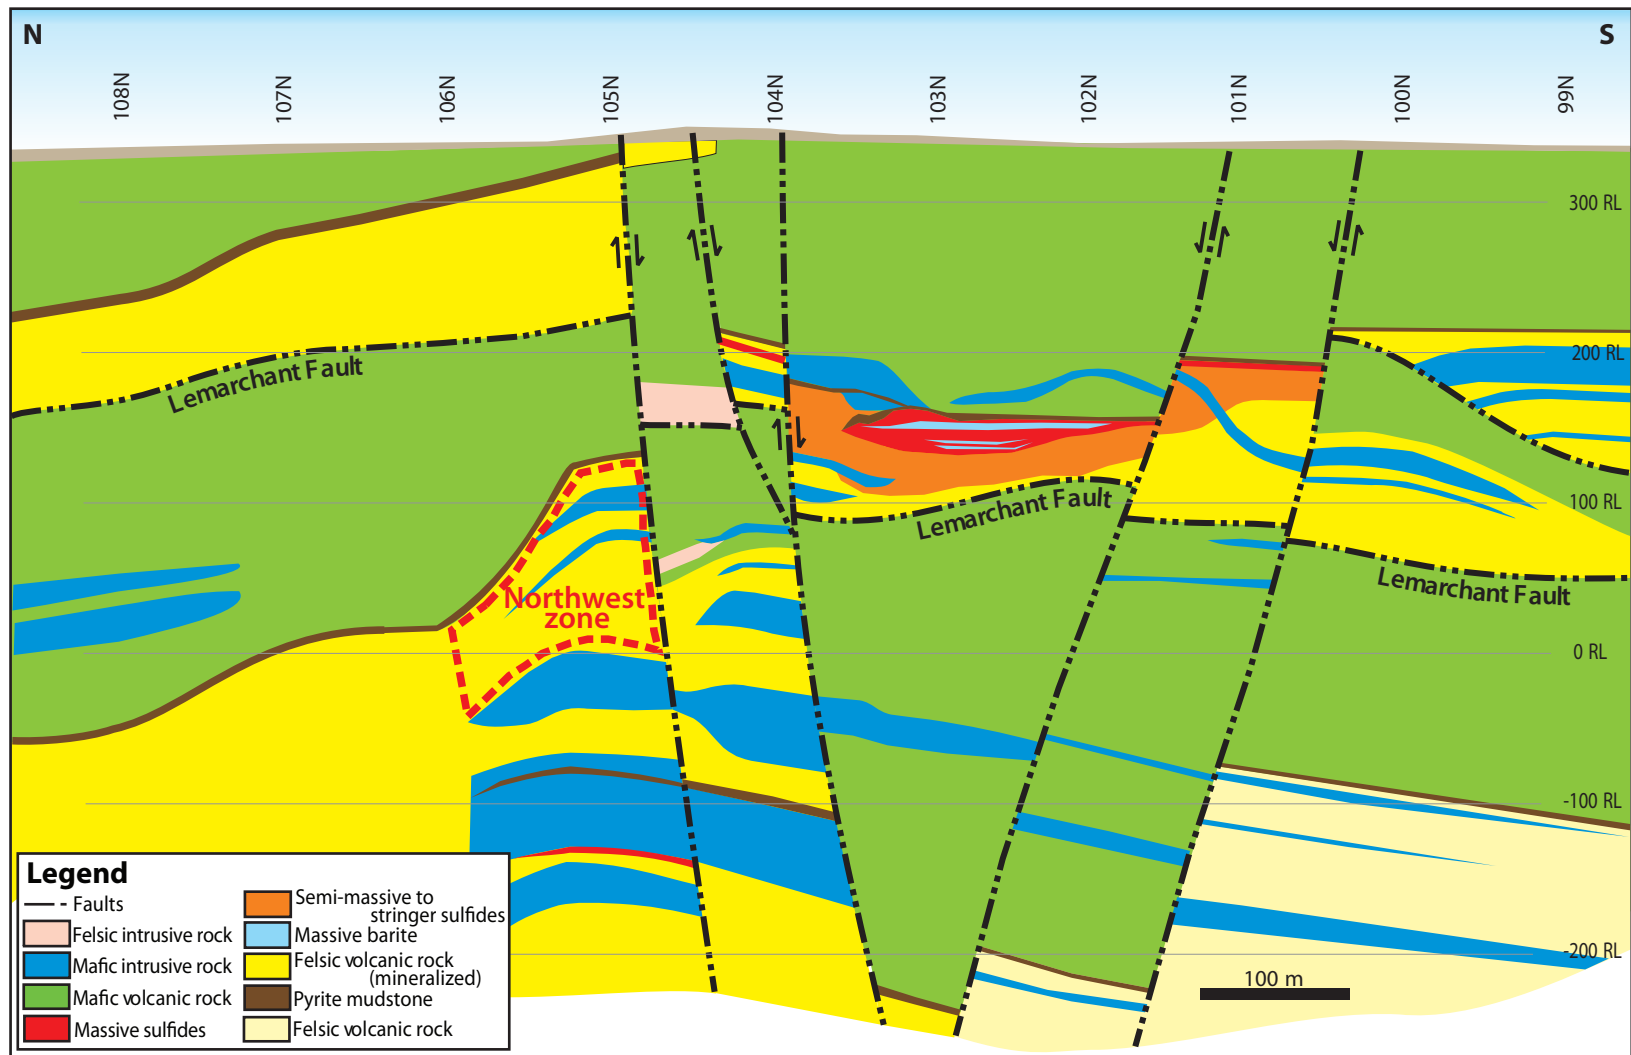 N
S
108N
107N
106N
105N
104N
103N
102N
101N
100N
99N
300 RL
200 RL
Lemarchant Fault
100 RL
Lemarchant Fault
Lemarchant Fault
Northwest
zone
0 RL
-100 RL
-200 RL
100 m
Legend
Faults
Felsic intrusive rock
Mafic intrusive rock
Mafic volcanic rock
Massive sulfides
Semi-massive to
stringer sulfides
Massive barite
Felsic volcanic rock
(mineralized)
Pyrite mudstone
Felsic volcanic rock